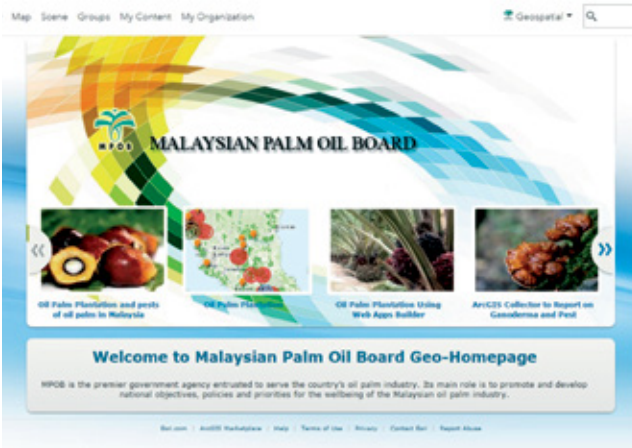 Map Scene Groups My Content My Organization Geospatial
MPOB
MALAYSIAN PALM OIL BOARD
Oil Palm Plantation and pests
of oil palm in Malaysia
Oil Palm Plantation
Oil Palm Plantation Using
Web Apps Builder
ArcGIS Collector to Report on
Ganoderma and Pest
Welcome to Malaysian Palm Oil Board Geo-Homepage
MPOB is the premier government agency entrusted to serve the country's oil palm industry. Its main role is to promote and develop
national objectives, policies and priorities for the wellbeing of the Malaysian oil palm industry.
Esri.com | ArcGIS Marketplace | Help | Terms of Use | Privacy | Contact Esri | Report Abuse